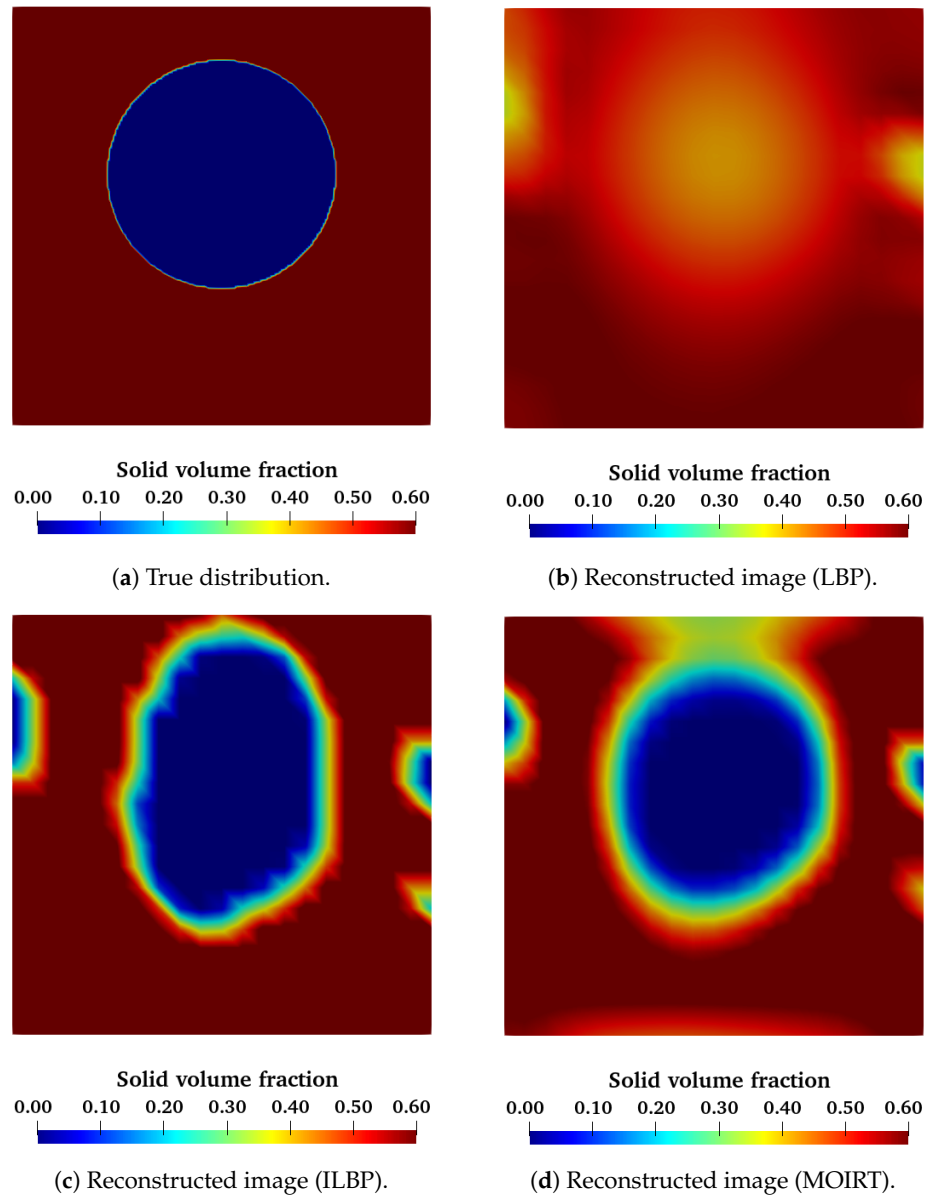 Solid volume fraction
0.00 0.10 0.20 0.30 0.40 0.50 0.60
(a) True distribution.
Solid volume fraction
0.00 0.10 0.20 0.30 0.40 0.50 0.60
(b) Reconstructed image (LBP).
Solid volume fraction
0.00 0.10 0.20 0.30 0.40 0.50 0.60
(c) Reconstructed image (ILBP).
Solid volume fraction
0.00 0.10 0.20 0.30 0.40 0.50 0.60
(d) Reconstructed image (MOIRT).